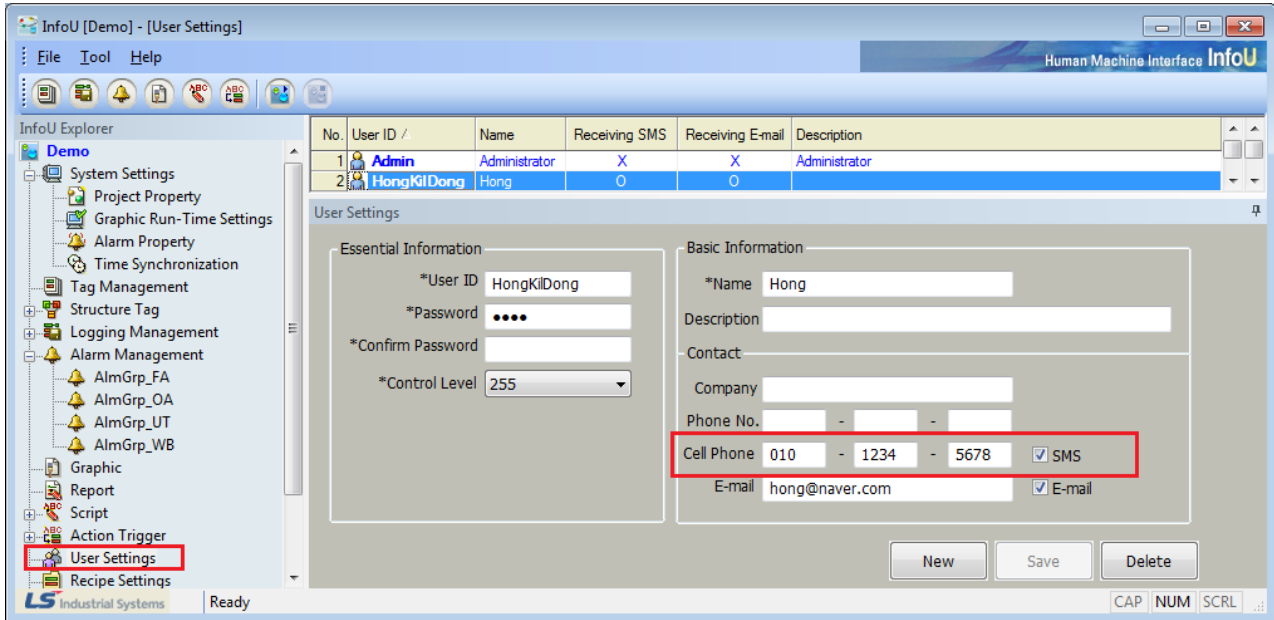 InfoU [Demo] - [User Settings]
File Tool Help
Human Machine Interface InfoU
InfoU Explorer
Demo
System Settings
Project Property
Graphic Run-Time Settings
Alarm Property
Time Synchronization
Tag Management
Structure Tag
Logging Management
Alarm Management
AlmGrp_FA
AlmGrp_OA
AlmGrp_UT
AlmGrp_WB
Graphic
Report
Script
Action Trigger
User Settings
Recipe Settings
No. User ID Name Receiving SMS Receiving E-mail Description
1 Admin Administrator X X Administrator
2 HongKilDong Hong O O
User Settings
Essential Information
*User ID HongKilDong
*Password ••••
*Confirm Password
*Control Level 255
Basic Information
*Name Hong
Description
Contact
Company
Phone No. - -
Cell Phone 010 - 1234 - 5678 SMS
E-mail hong@naver.com E-mail
New Save Delete
LS Industrial Systems Ready CAP NUM SCRL